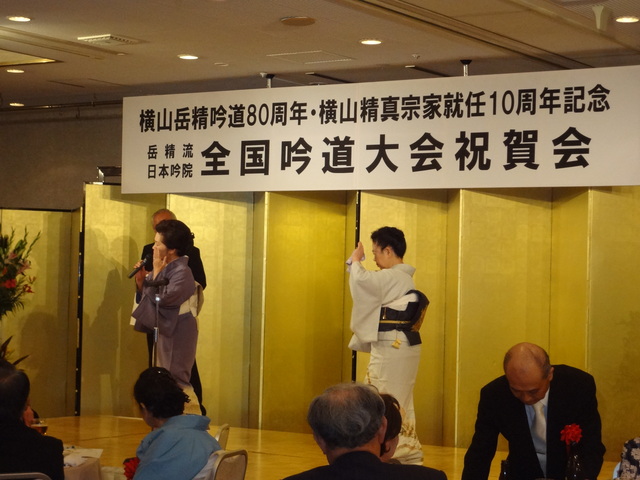 横山岳精吟道80周年・横山精真宗家就任10周年記念
岳精流
日本吟院
全国吟道大会祝賀会